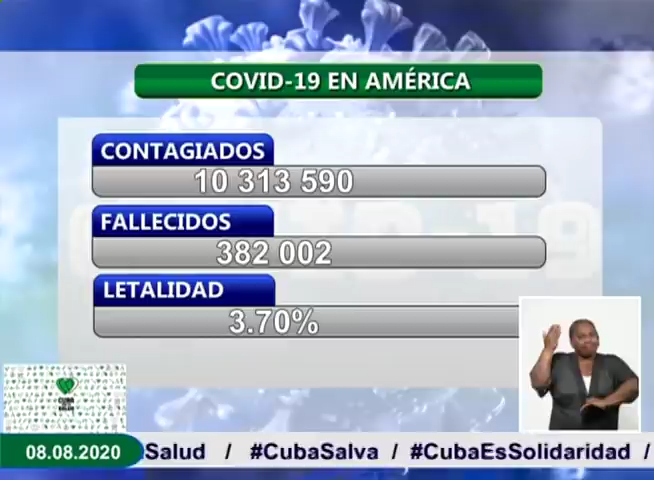 COVID-19 EN AMÉRICA
CONTAGIADOS
10 313 590
FALLECIDOS
382 002
LETALIDAD
3.70%
CUBA
08.08.2020
Salud / #CubaSalva / #CubaEsSolidaridad /